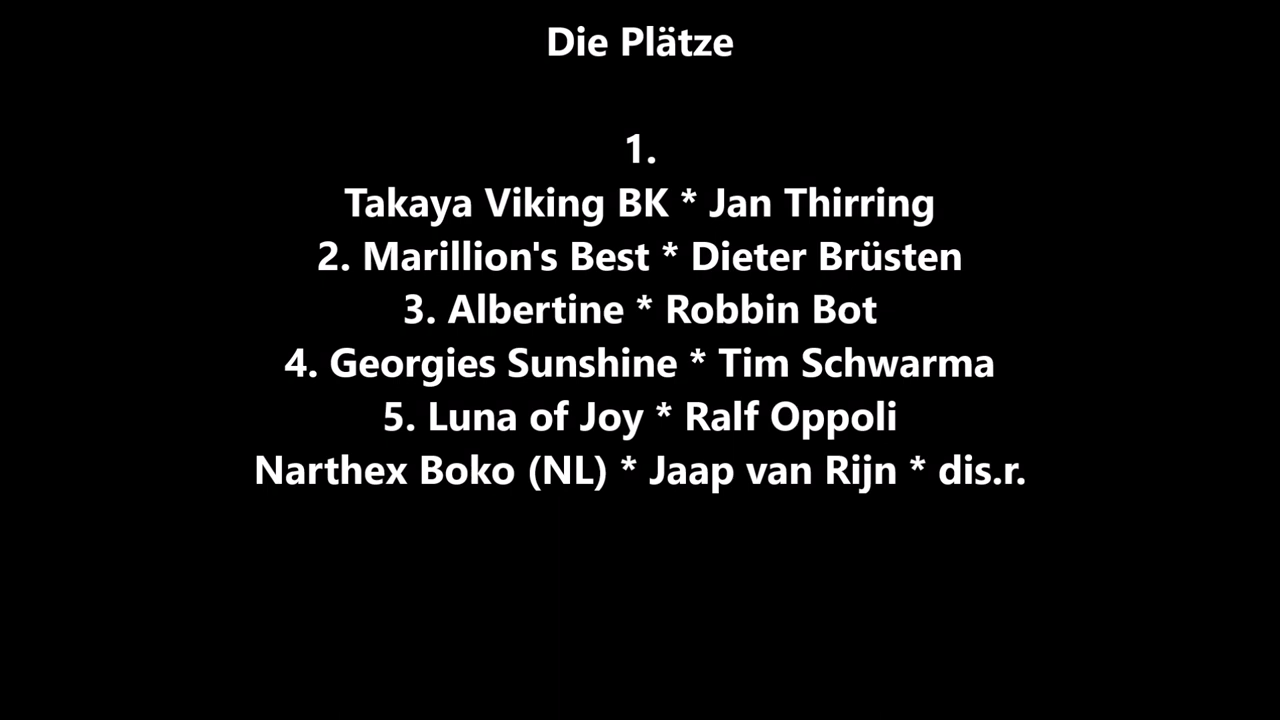 Die Plätze
1.
Takaya Viking BK * Jan Thirring
2. Marillion's Best * Dieter Brüsten
3. Albertine * Robbin Bot
4. Georgies Sunshine * Tim Schwarma
5. Luna of Joy * Ralf Oppoli
Narthex Boko (NL) * Jaap van Rijn * dis.r.